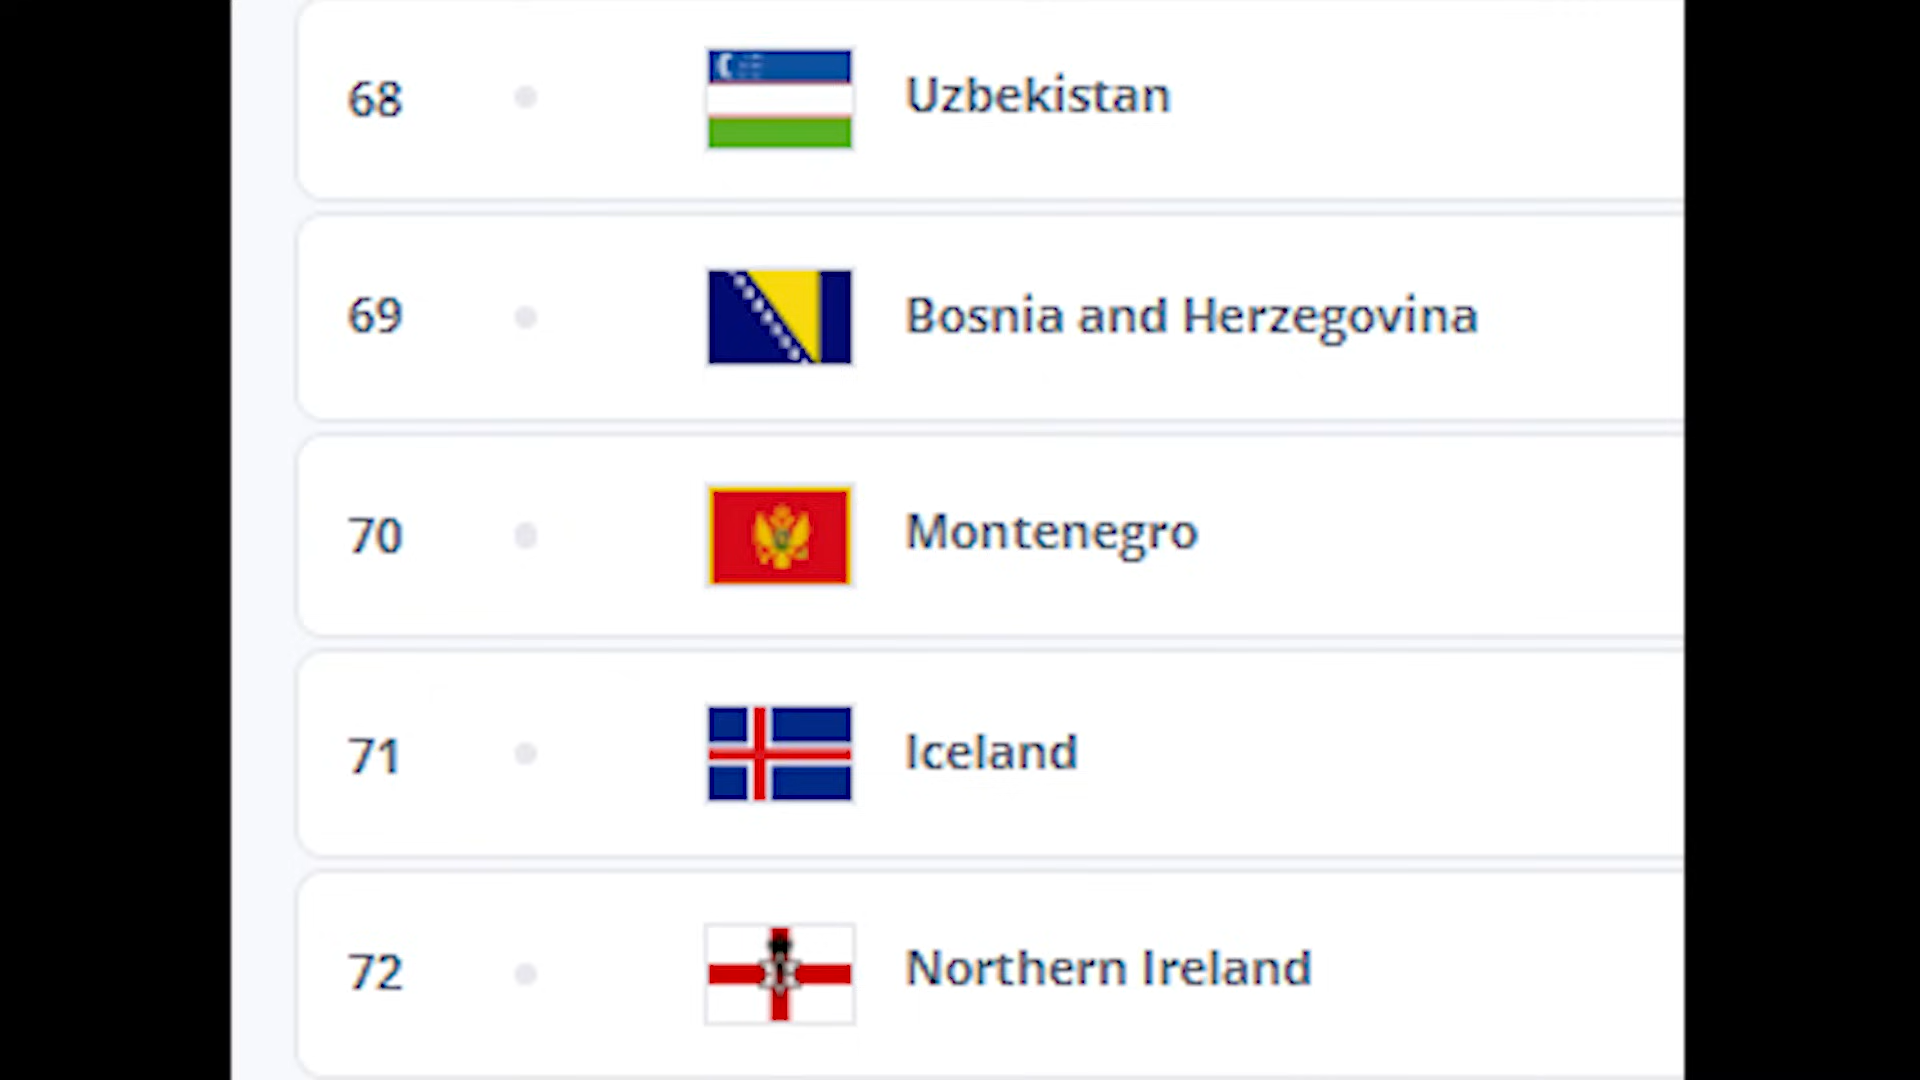 68 Uzbekistan
69 Bosnia and Herzegovina
70 Montenegro
71 Iceland
72 Northern Ireland